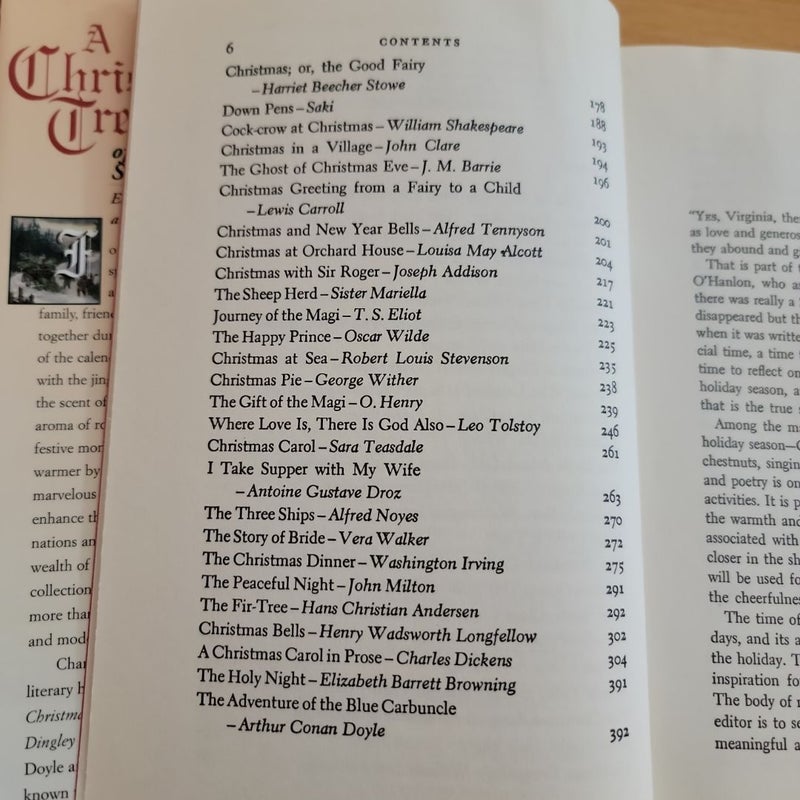 A
Chri
Tre
o
S
E
a
o
s
a
family, frien
together du
of the calen
with the jin
the scent of
aroma of r
festive mor
warmer by
marvelous
enhance th
nations an
wealth of
collection
more tha
and mod
Cha
literary h
Christma
Dingley
Doyle a
known
6 CONTENTS
Christmas; or, the Good Fairy
–Harriet Beecher Stowe 178
Down Pens–Saki 188
Cock-crow at Christmas–William Shakespeare 193
Christmas in a Village–John Clare 194
The Ghost of Christmas Eve–J. M. Barrie 196
Christmas Greeting from a Fairy to a Child
–Lewis Carroll 200
Christmas and New Year Bells–Alfred Tennyson 201
Christmas at Orchard House–Louisa May Alcott 204
Christmas with Sir Roger–Joseph Addison 217
The Sheep Herd–Sister Mariella 221
Journey of the Magi–T. S. Eliot 223
The Happy Prince–Oscar Wilde 225
Christmas at Sea–Robert Louis Stevenson 235
Christmas Pie–George Wither 238
The Gift of the Magi–O. Henry 239
Where Love Is, There Is God Also–Leo Tolstoy 246
Christmas Carol–Sara Teasdale 261
I Take Supper with My Wife
–Antoine Gustave Droz 263
The Three Ships–Alfred Noyes 270
The Story of Bride–Vera Walker 272
The Christmas Dinner–Washington Irving 275
The Peaceful Night–John Milton 291
The Fir-Tree–Hans Christian Andersen 292
Christmas Bells–Henry Wadsworth Longfellow 302
A Christmas Carol in Prose–Charles Dickens 304
The Holy Night–Elizabeth Barrett Browning 391
The Adventure of the Blue Carbuncle
–Arthur Conan Doyle 392
"Yes, Virginia, the
as love and generos
they abound and g
That is part of
O'Hanlon, who a
there was really a
disappeared but th
when it was writte
cial time, a time
time to reflect on
holiday season, a
that is the true
Among the m
holiday season—
chestnuts, singin
and poetry is on
activities. It is p
the warmth and
associated with
closer in the sh
will be used fo
the cheerfulne
The time of
days, and its a
the holiday. T
inspiration fo
The body of
editor is to se
meaningful a